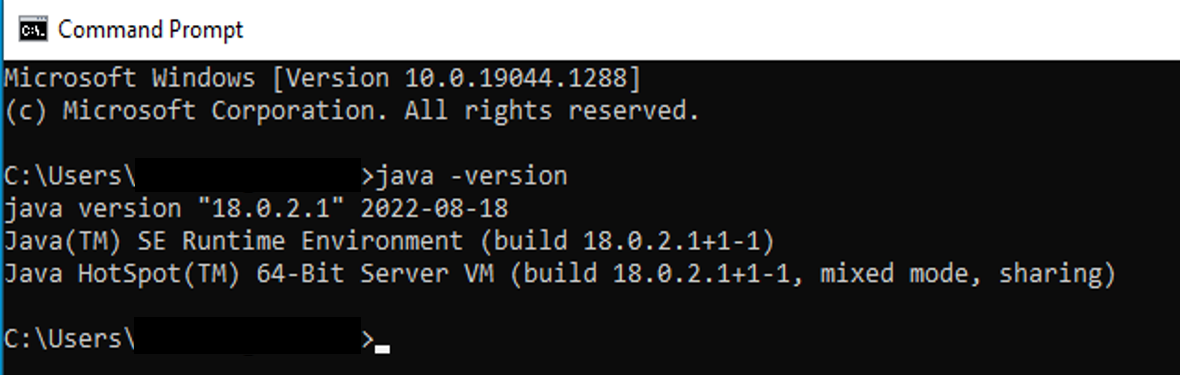 Command Prompt
Microsoft Windows [Version 10.0.19044.1288]
(c) Microsoft Corporation. All rights reserved.
C:\Users\ >java -version
java version "18.0.2.1" 2022-08-18
Java(TM) SE Runtime Environment (build 18.0.2.1+1-1)
Java HotSpot(TM) 64-Bit Server VM (build 18.0.2.1+1-1, mixed mode, sharing)
C:\Users\ >